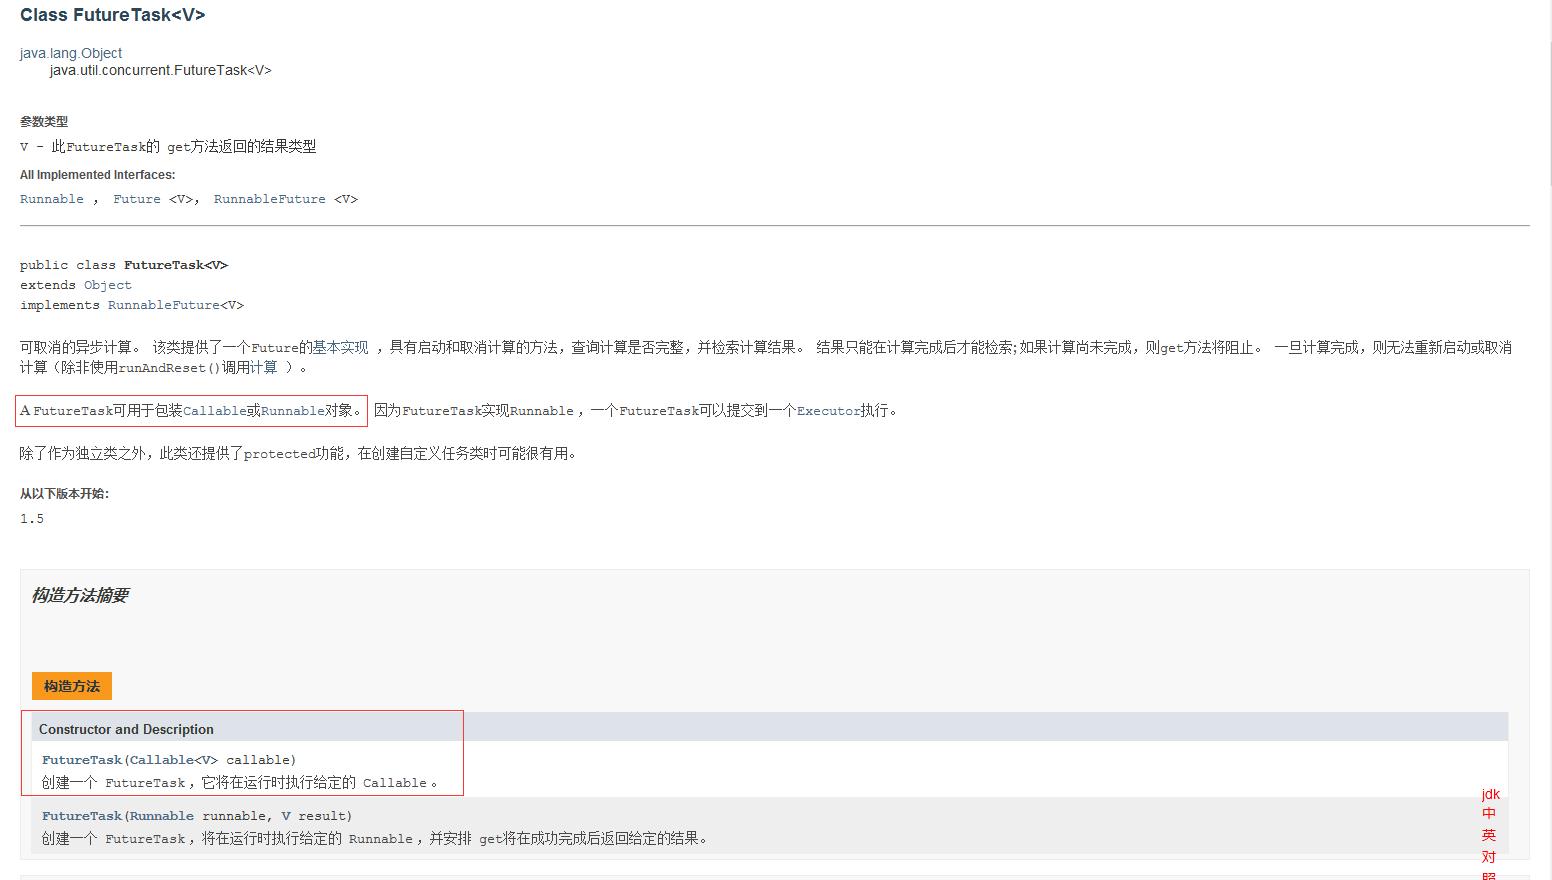 Class FutureTask<V>
java.lang.Object
java.util.concurrent.FutureTask<V>
参数类型
V - 此FutureTask的 get方法返回的结果类型
All Implemented Interfaces:
Runnable ， Future <V>， RunnableFuture <V>
public class FutureTask<V>
extends Object
implements RunnableFuture<V>
可取消的异步计算。 该类提供了一个Future的基本实现 ，具有启动和取消计算的方法，查询计算是否完整，并检索计算结果。 结果只能在计算完成后才能检索;如果计算尚未完成，则get方法将阻止。 一旦计算完成，则无法重新启动或取消
计算（除非使用runAndReset()调用计算 ）。
A FutureTask可用于包装Callable或Runnable对象。 因为FutureTask实现Runnable ，一个FutureTask可以提交到一个Executor执行。
除了作为独立类之外，此类还提供了protected功能，在创建自定义任务类时可能很有用。
从以下版本开始：
1.5
构造方法摘要
构造方法
Constructor and Description
FutureTask(Callable<V> callable)
创建一个 FutureTask ，它将在运行时执行给定的 Callable 。
FutureTask(Runnable runnable, V result)
创建一个 FutureTask ，将在运行时执行给定的 Runnable ，并安排 get将在成功完成后返回给定的结果。
jdk
中
英
对
照